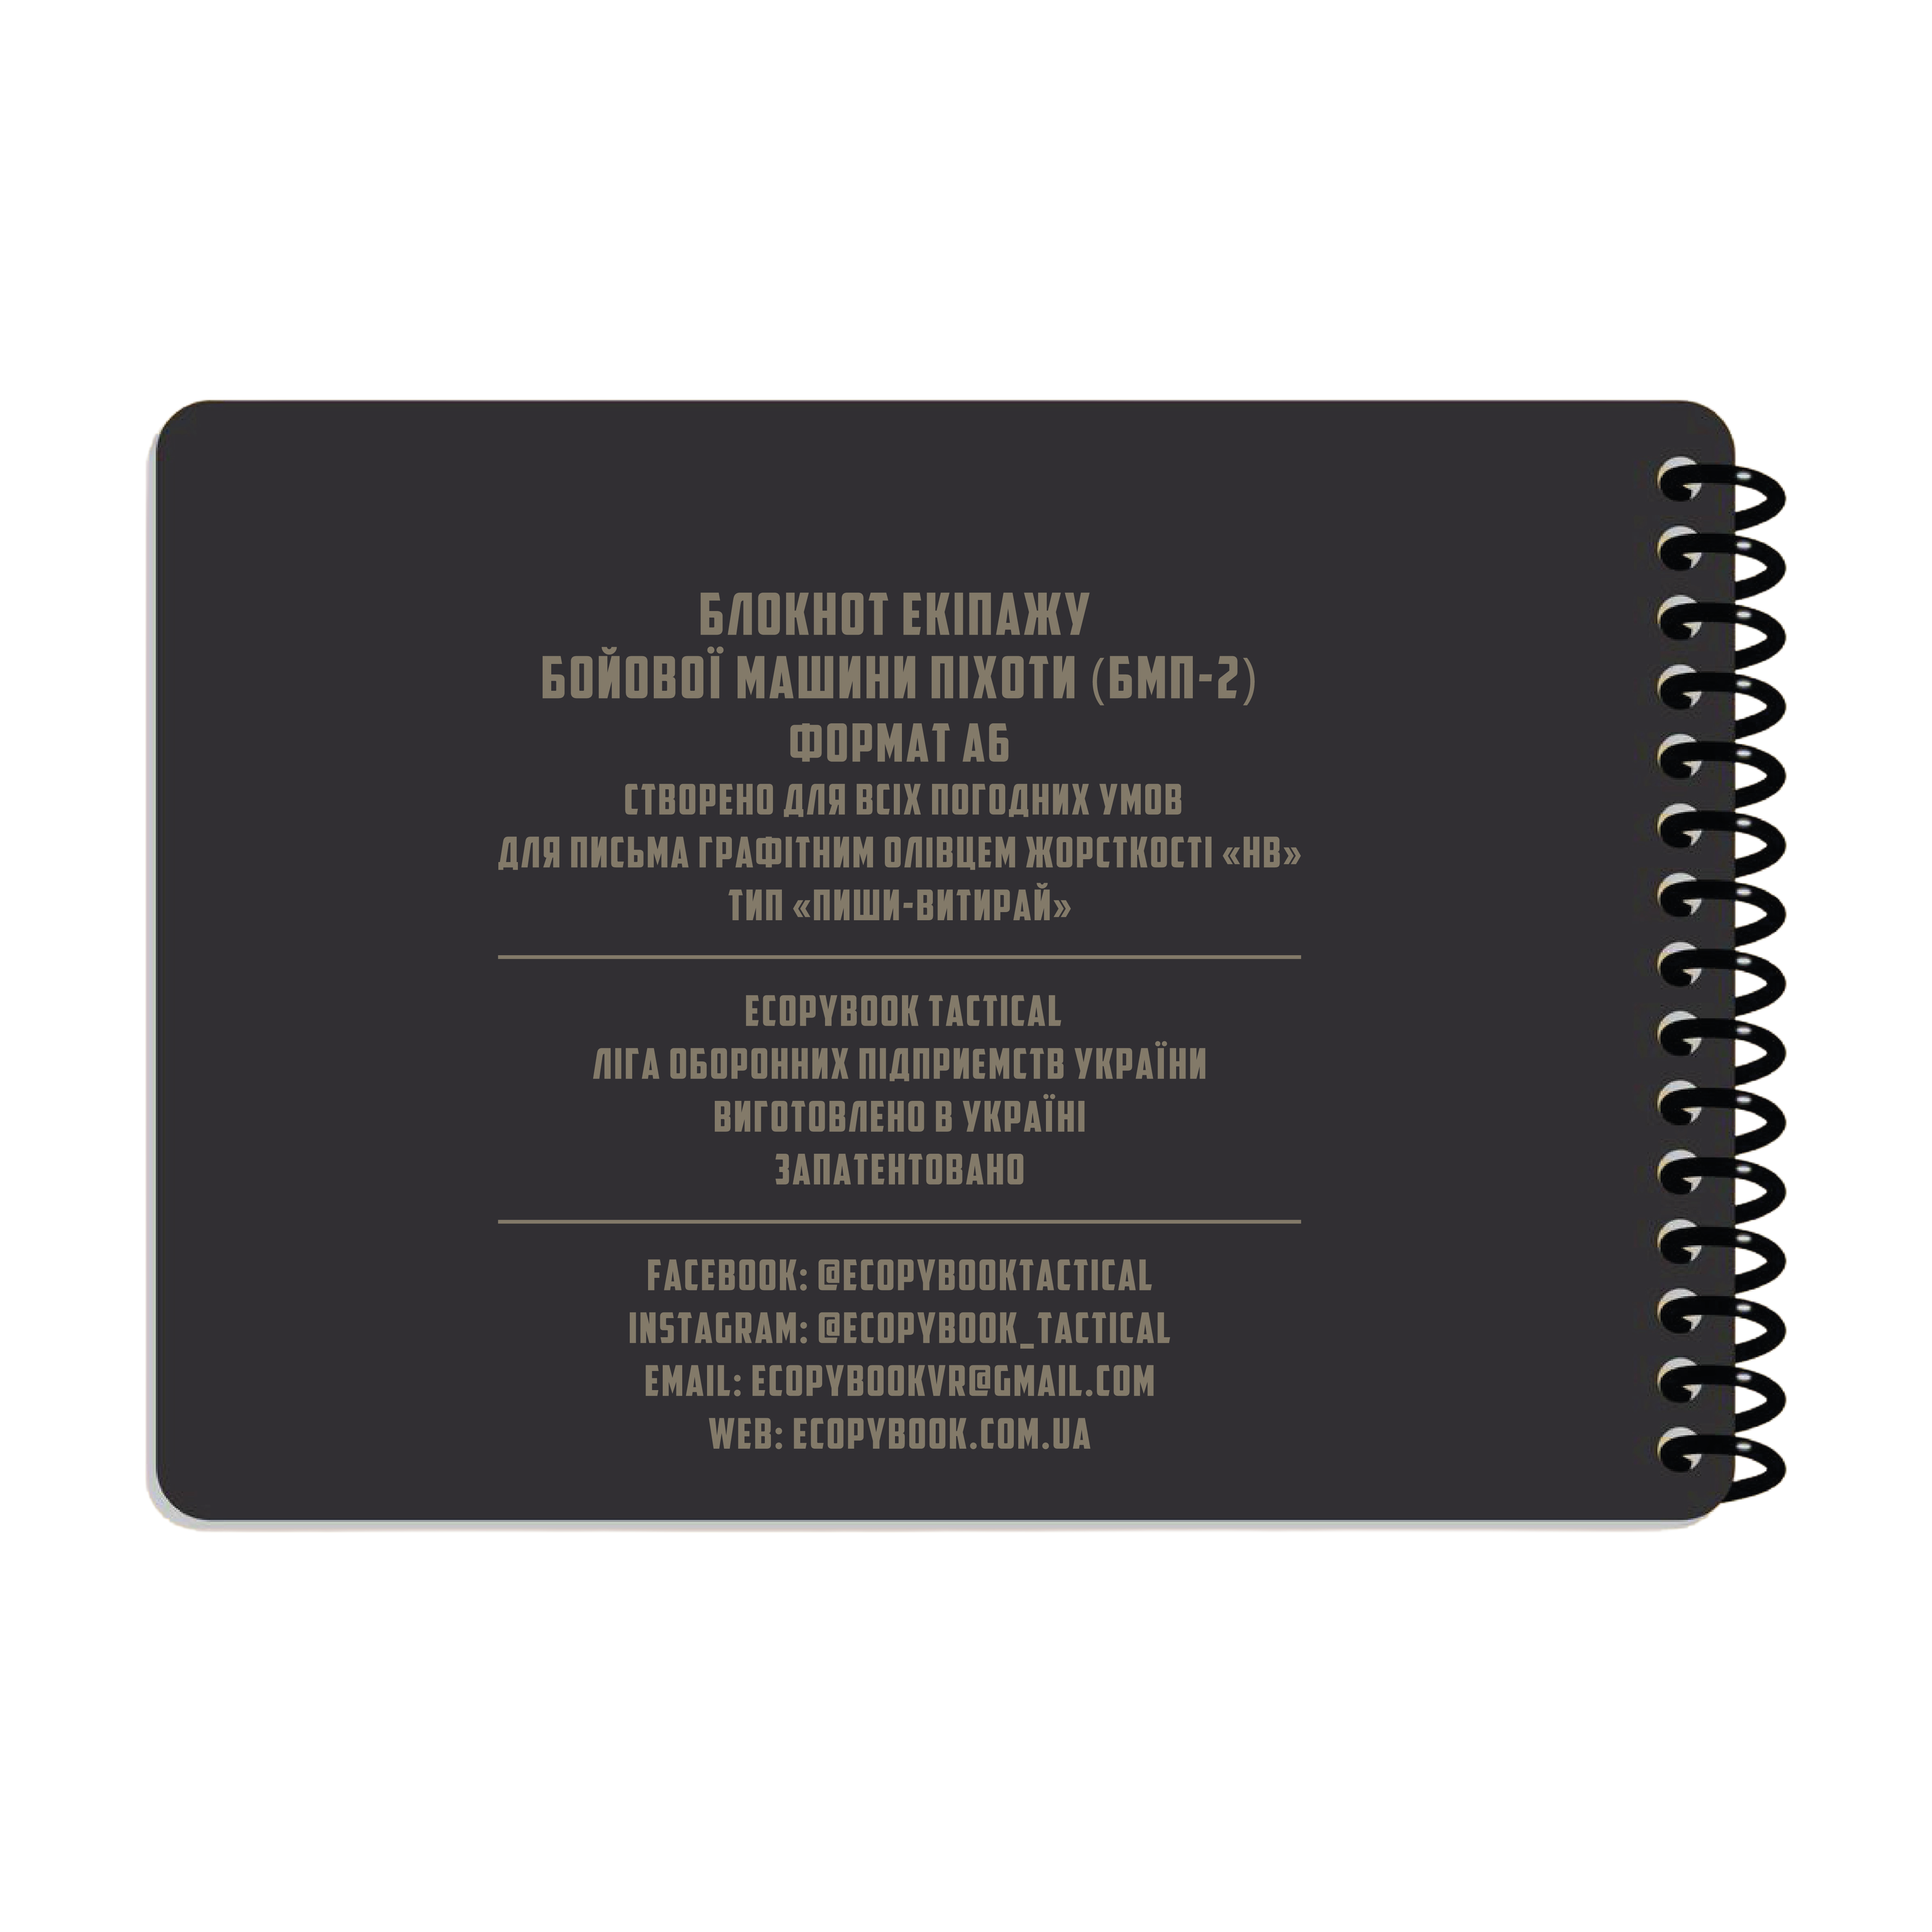 БЛОКНОТ ЕКІПАЖУ
БОЙОВОЇ МАШИНИ ПІХОТИ (БМП-2)
ФОРМАТ А6
СТВОРЕНО ДЛЯ ВСІХ ПОГОДНИХ УМОВ
ДЛЯ ПИСЬМА ГРАФІТНИМ ОЛІВЦЕМ ЖОРСТКОСТІ «HB»
ТИП «ПИШИ-ВИТИРАЙ»
ECOPYBOOK TACTICAL
ЛІГА ОБОРОННИХ ПІДПРИЕМСТВ УКРАЇНИ
ВИГОТОВЛЕНО В УКРАЇНІ
ЗАПАТЕНТОВАНО
FACEBOOK: @ECOPYBOOKTACTICAL
INSTAGRAM: @ECOPYBOOK_TACTICAL
EMAIL: ECOPYBOOKVR@GMAIL.COM
WEB: ECOPYBOOK.COM.UA